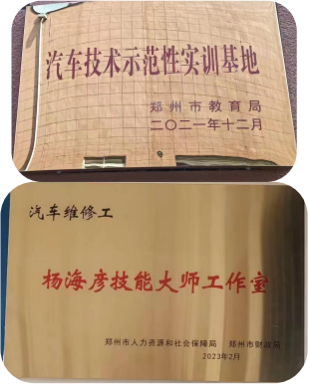 汽车技术示范性实训基地
郑州市教育局
二〇二一年十二月
汽车维修工
杨海彦技能大师工作室
郑州市人力资源和社会保障局 郑州市财政局
2023年2月